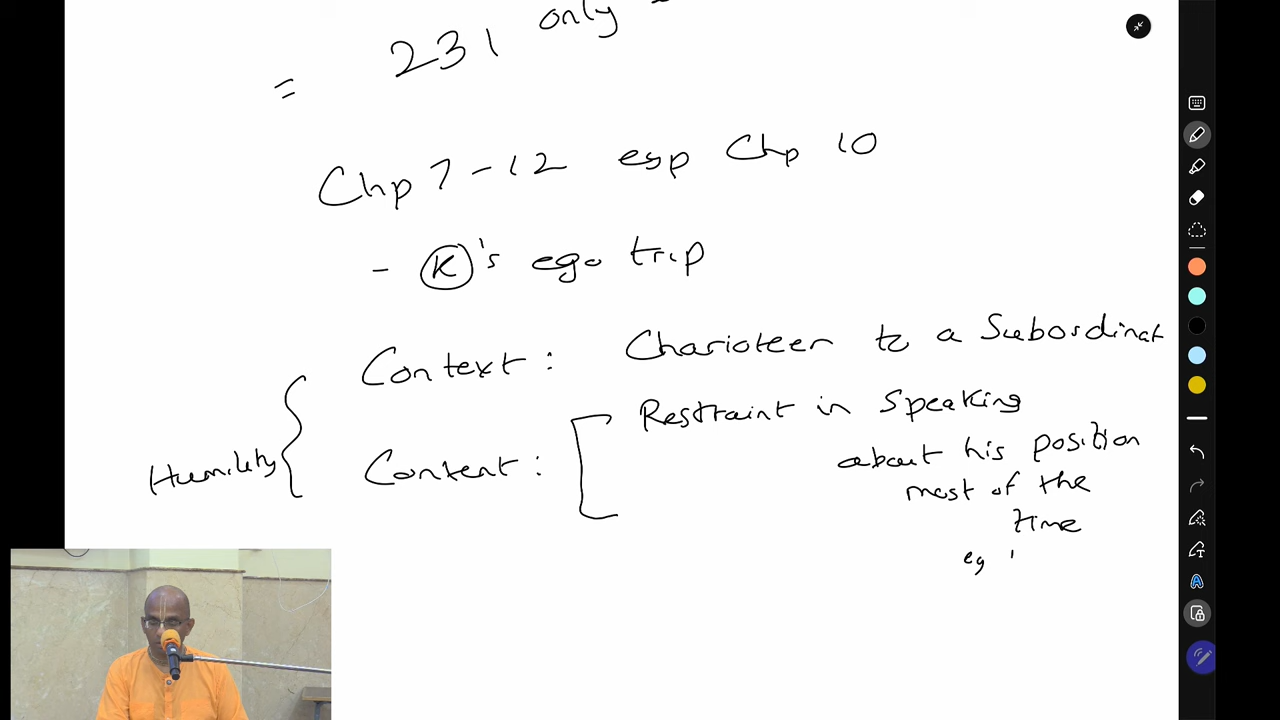 only
= 231
Chp 7-12 esp Chp 10
- K's ego trip
Context: Charioteer to a Subordinat
Restraint in Speaking
Humility
Content:
about his position
most of the
time
eg '